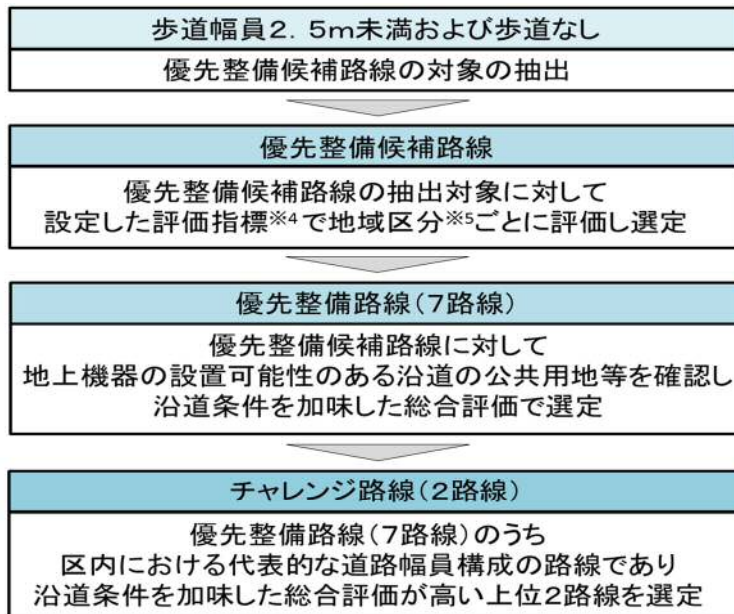 歩道幅員2.5m未満および歩道なし
優先整備候補路線の対象の抽出
優先整備候補路線
優先整備候補路線の抽出対象に対して
設定した評価指標※4で地域区分※5ごとに評価し選定
優先整備路線(7路線)
優先整備候補路線に対して
地上機器の設置可能性のある沿道の公共用地等を確認し
沿道条件を加味した総合評価で選定
チャレンジ路線(2路線)
優先整備路線(7路線)のうち
区内における代表的な道路幅員構成の路線であり
沿道条件を加味した総合評価が高い上位2路線を選定